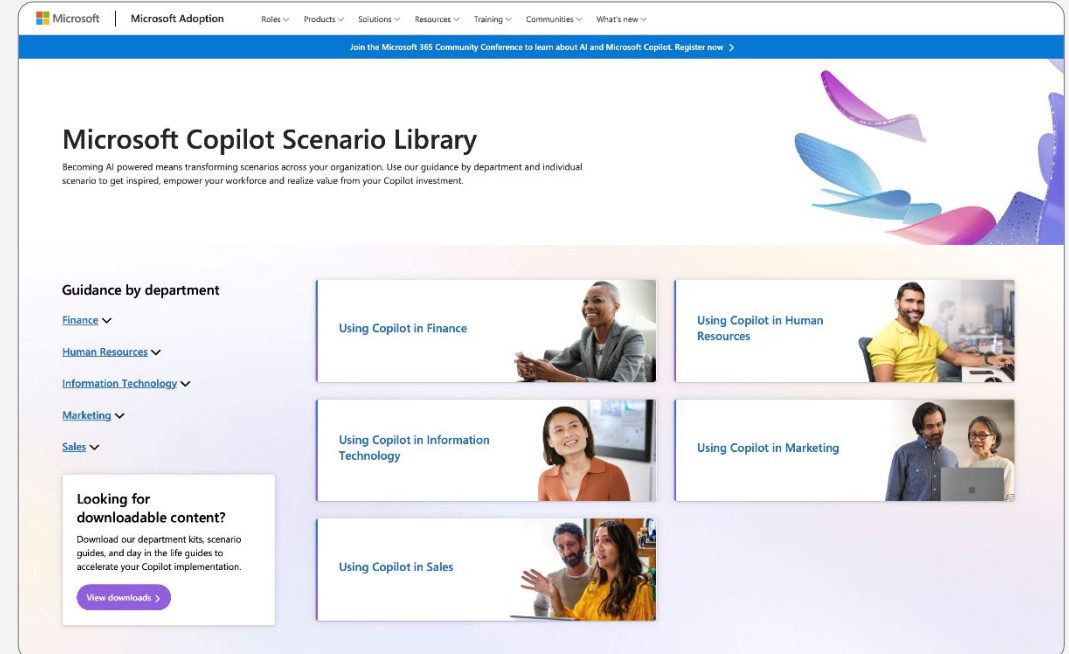 Microsoft
Microsoft Adoption
Roles
Products
Solutions
Resources
Training
Communities
What's new
Join the Microsoft 365 Community Conference to learn about AI and Microsoft Copilot. Register now
Microsoft Copilot Scenario Library
Becoming AI powered means transforming scenarios across your organization. Use our guidance by department and individual
scenario to get inspired, empower your workforce and realize value from your Copilot investment.
Guidance by department
Finance
Human Resources
Information Technology
Marketing
Sales
Looking for
downloadable content?
Download our department kits, scenario
guides, and day in the life guides to
accelerate your Copilot implementation.
View downloads
Using Copilot in Finance
Using Copilot in Human
Resources
Using Copilot in Information
Technology
Using Copilot in Marketing
Using Copilot in Sales